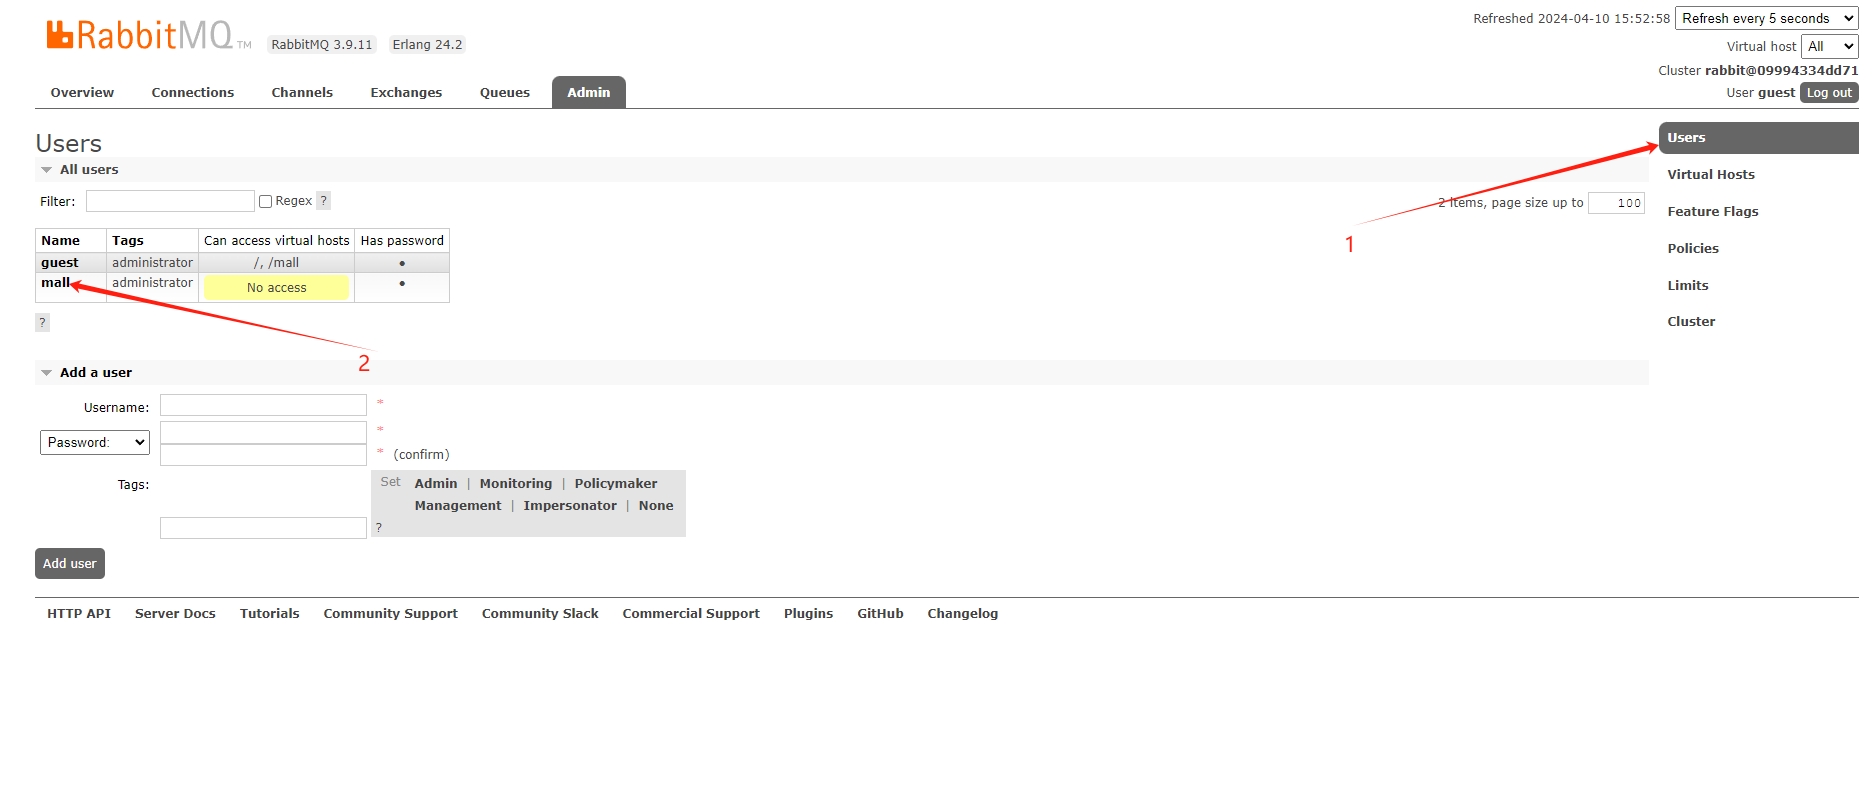 RabbitMQ TM RabbitMQ 3.9.11 Erlang 24.2
Refreshed 2024-04-10 15:52:58 Refresh every 5 seconds
Virtual host All
Cluster rabbit@09994334dd71
User guest Log out
Overview Connections Channels Exchanges Queues Admin
Users
All users
Filter: Regex ?
2 items, page size up to 100
Name Tags Can access virtual hosts Has password
guest administrator /, /mall •
mall administrator No access •
?
Add a user
Username: *
Password: *
* (confirm)
Tags:
Set Admin | Monitoring | Policymaker
Management | Impersonator | None
?
Add user
Users
Virtual Hosts
Feature Flags
Policies
Limits
Cluster
1
2
HTTP API Server Docs Tutorials Community Support Community Slack Commercial Support Plugins GitHub Changelog